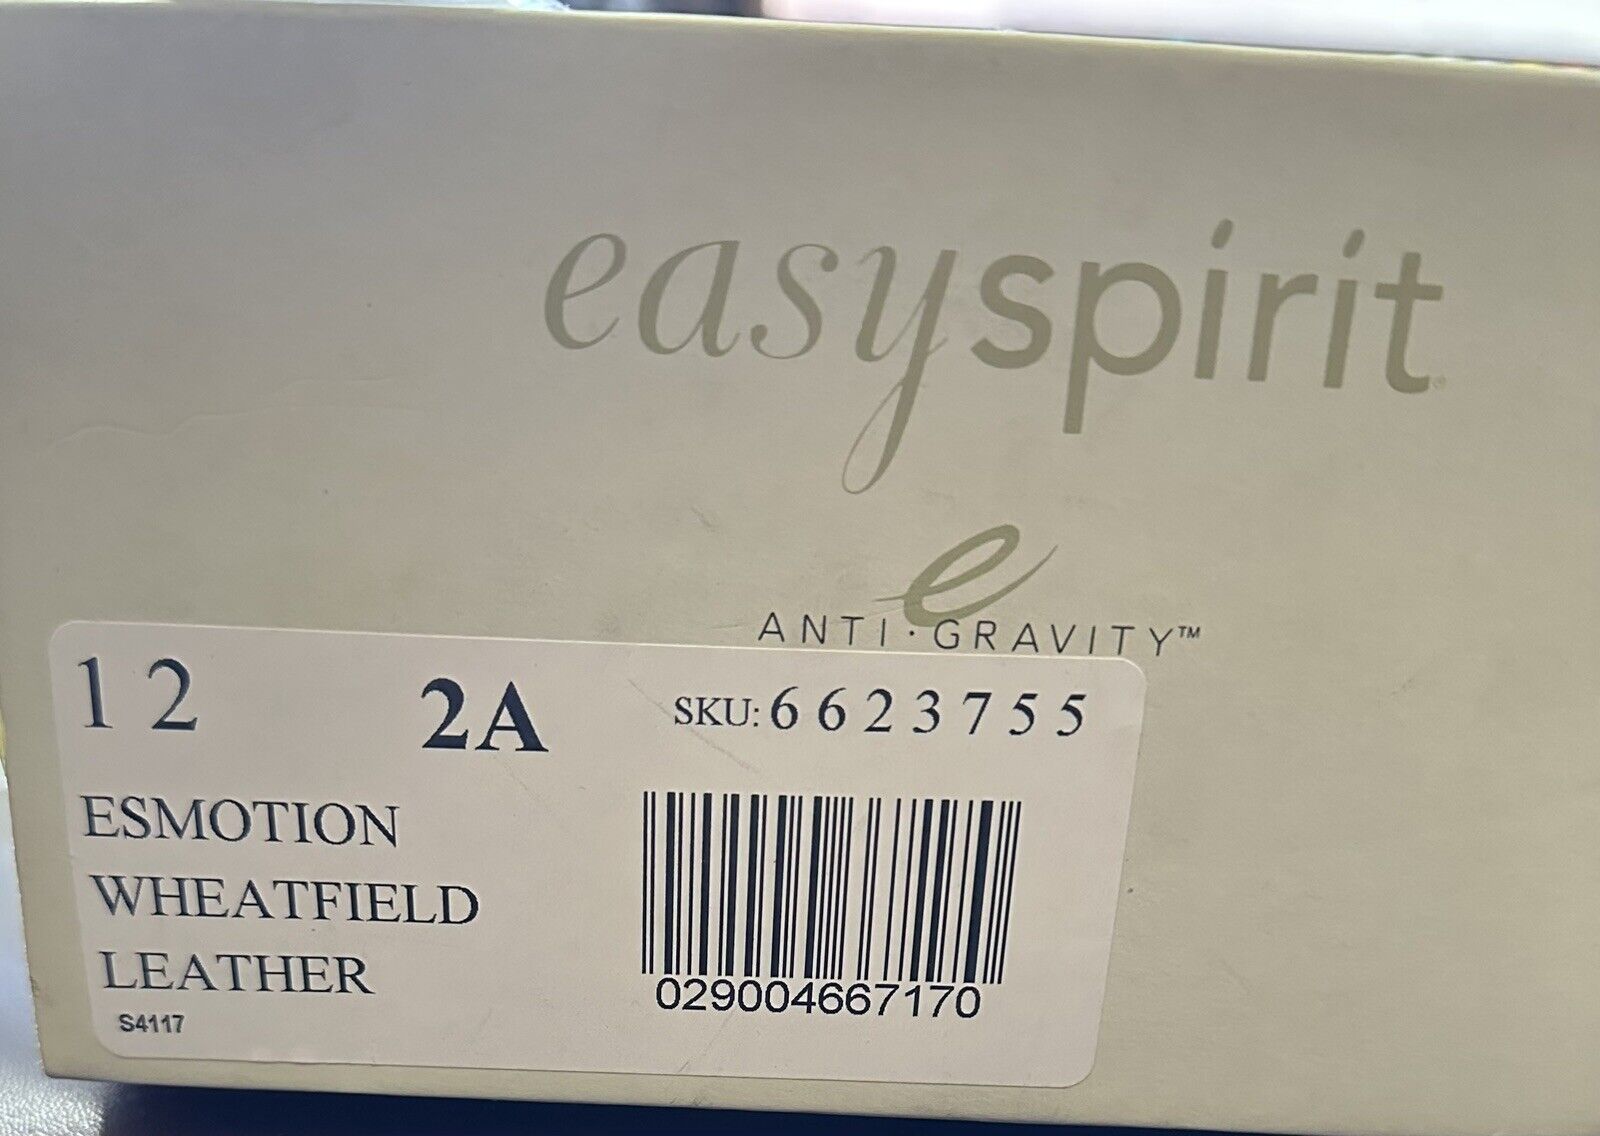 easyspirit®
e
ANTI·GRAVITY™
12 2A SKU: 6623755
ESMOTION
WHEATFIELD
LEATHER
S4117
029004667170